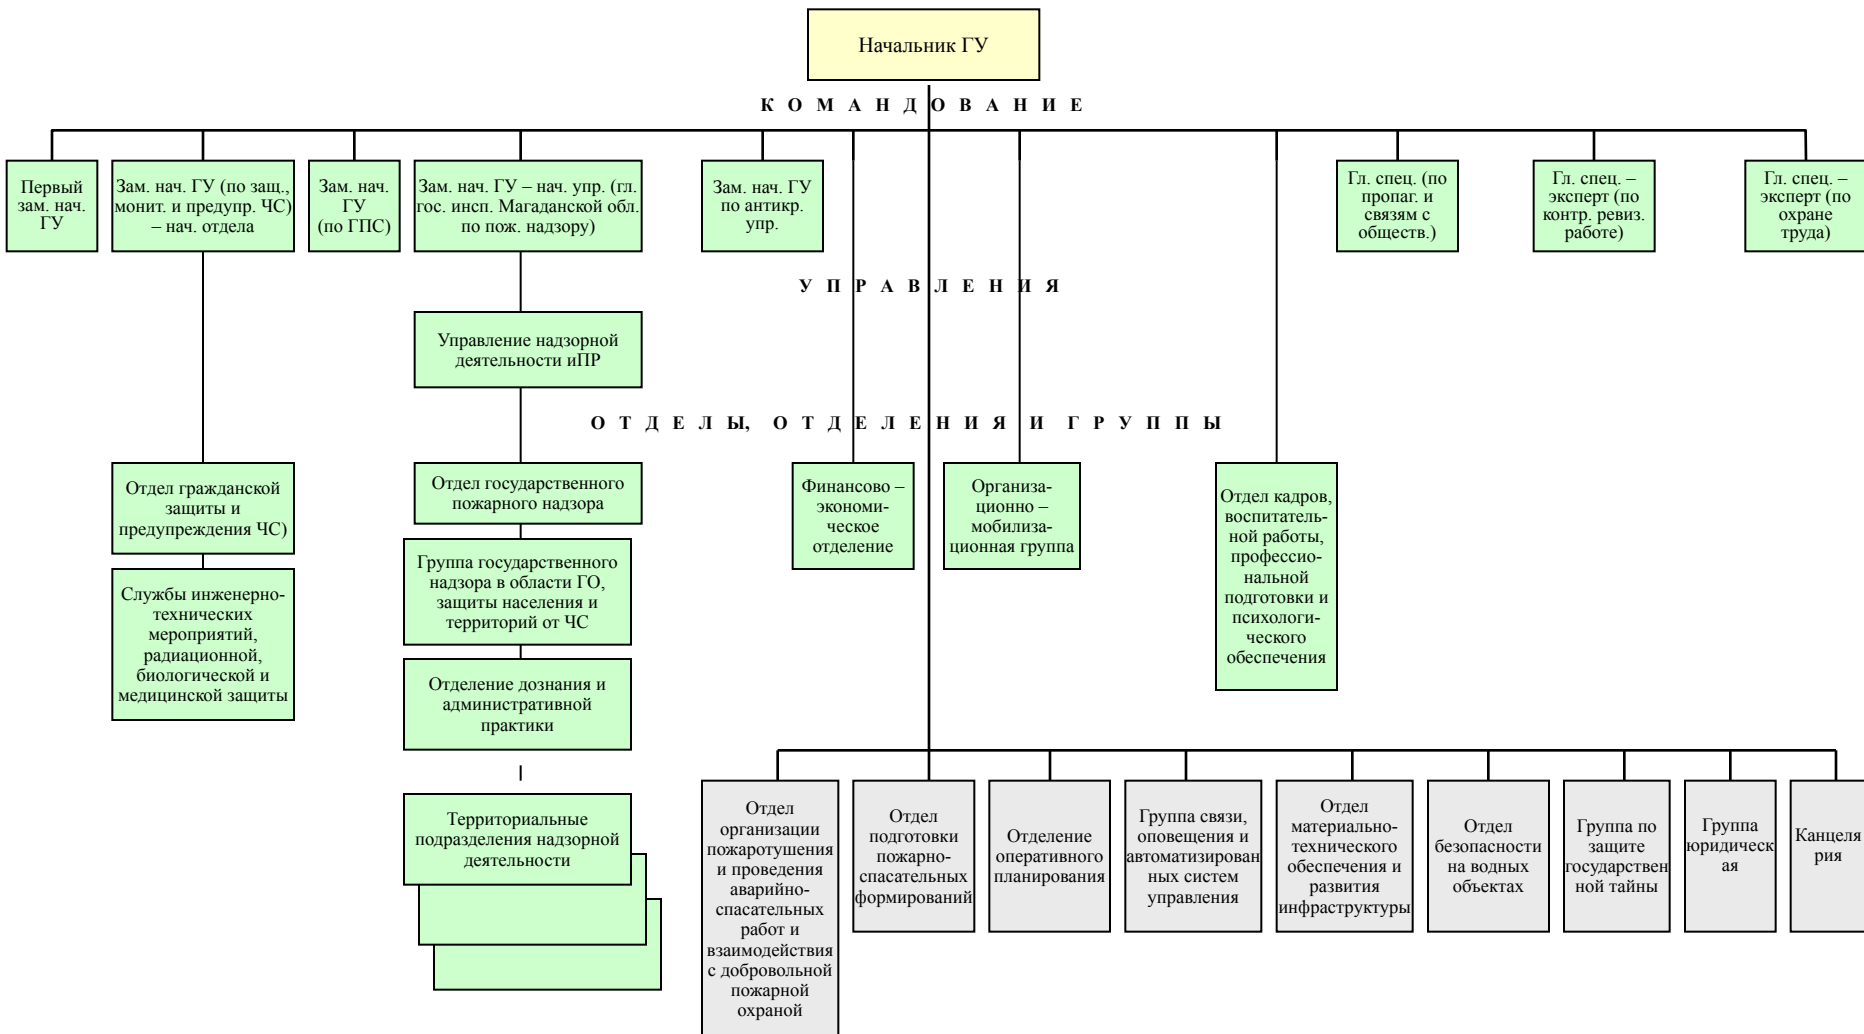 Начальник ГУ
К О М А Н Д О В А Н И Е
Первый
зам. нач.
ГУ
Зам. нач. ГУ (по защ.,
монит. и предупр. ЧС)
– нач. отдела
Зам. нач.
ГУ
(по ГПС)
Зам. нач. ГУ – нач. упр. (гл.
гос. инсп. Магаданской обл.
по пож. надзору)
Зам. нач. ГУ
по антикр.
упр.
Гл. спец. (по
пропаг. и
связям с
обществ.)
Гл. спец. –
эксперт (по
контр. ревиз.
работе)
Гл. спец. –
эксперт (по
охране
труда)
У П Р А В Л Е Н И Я
Управление надзорной
деятельности иПР
О Т Д Е Л Ы, О Т Д Е Л Е Н И Я И Г Р У П П Ы
Отдел гражданской
защиты и
предупреждения ЧС)
Службы инженерно-
технических
мероприятий,
радиационной,
биологической и
медицинской защиты
Отдел государственного
пожарного надзора
Группа государственного
надзора в области ГО,
защиты населения и
территорий от ЧС
Отделение дознания и
административной
практики
Территориальные
подразделения надзорной
деятельности
Финансово –
экономи-
ческое
отделение
Организа-
ционно –
мобилиза-
ционная группа
Отдел кадров,
воспитатель-
ной работы,
профессио-
нальной
подготовки и
психологи-
ческого
обеспечения
Отдел
организации
пожаротушения
и проведения
аварийно-
спасательных
работ и
взаимодействия
с добровольной
пожарной
охраной
Отдел
подготовки
пожарно-
спасательных
формирований
Отделение
оперативного
планирования
Группа связи,
оповещения и
автоматизирован
ных систем
управления
Отдел
материально-
технического
обеспечения и
развития
инфраструктуры
Отдел
безопасности
на водных
объектах
Группа по
защите
государствен
ной тайны
Группа
юридическ
ая
Канцеля
рия